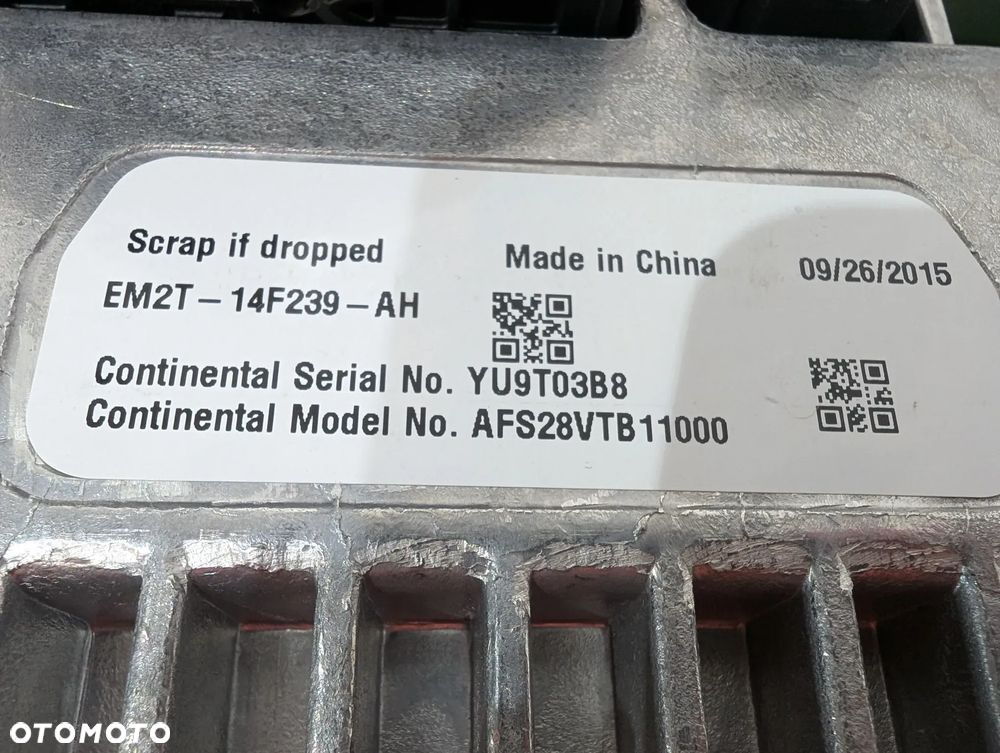 Scrap if dropped
Made in China
09/26/2015
EM2T-14F239-AH
Continental Serial No. YU9T03B8
Continental Model No. AFS28VTB11000
OTOMOTO